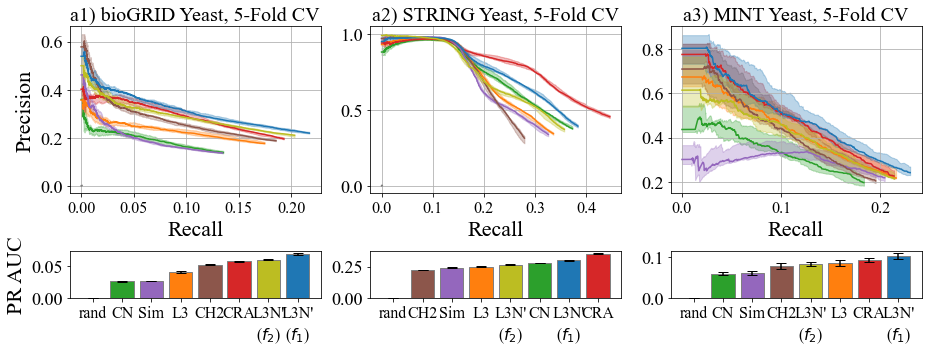 a1) bioGRID Yeast, 5-Fold CV
a2) STRING Yeast, 5-Fold CV
a3) MINT Yeast, 5-Fold CV
Precision
0.6
0.4
0.2
0.0
0.00 0.05 0.10 0.15 0.20
Recall
1.0
0.5
0.0
0.0 0.1 0.2 0.3 0.4
Recall
0.8
0.6
0.4
0.2
0.0 0.1 0.2
Recall
PR AUC
0.05
0.00
rand CN Sim L3 CH2 CRA L3N' L3N'
(f2) (f1)
0.25
0.00
rand CH2 Sim L3 L3N' CN L3N' CRA
(f2) (f1)
0.1
0.0
rand CN Sim CH2 L3N' L3 CRA L3N'
(f2) (f1)